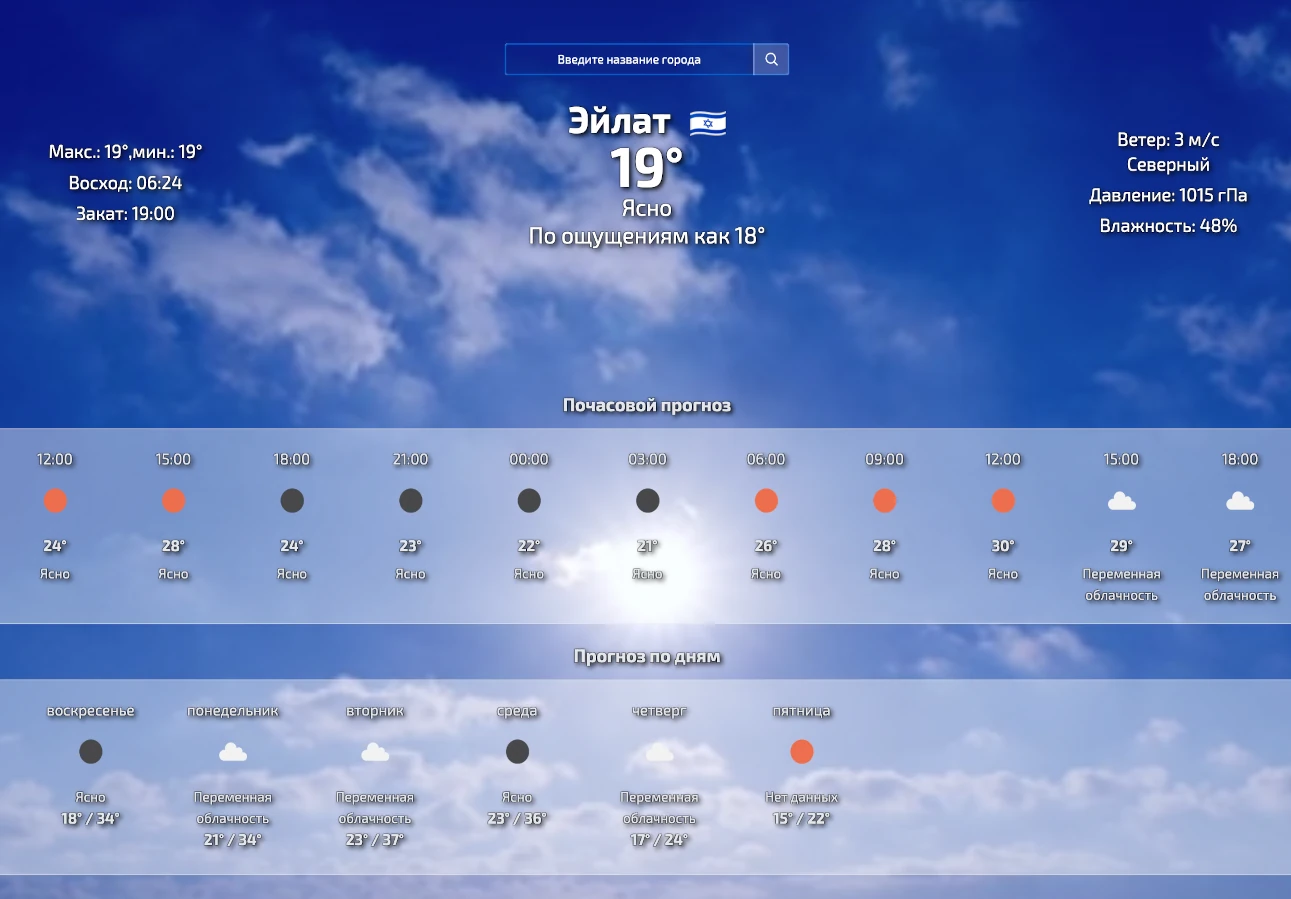 Введите название города
Эйлат
19°
Ясно
По ощущениям как 18°
Макс.: 19°,мин.: 19°
Восход: 06:24
Закат: 19:00
Ветер: 3 м/с
Северный
Давление: 1015 гПа
Влажность: 48%
Почасовой прогноз
12:00 15:00 18:00 21:00 00:00 03:00 06:00 09:00 12:00 15:00 18:00
24° 28° 24° 23° 22° 21° 26° 28° 30° 29° 27°
Ясно Ясно Ясно Ясно Ясно Ясно Ясно Ясно Ясно Переменная Переменная
облачность облачность
Прогноз по дням
воскресенье понедельник вторник среда четверг пятница
Ясно Переменная Переменная Ясно Переменная Нет данных
18° / 34° облачность облачность 23° / 36° облачность 15° / 22°
21° / 34° 23° / 37° 17° / 24°